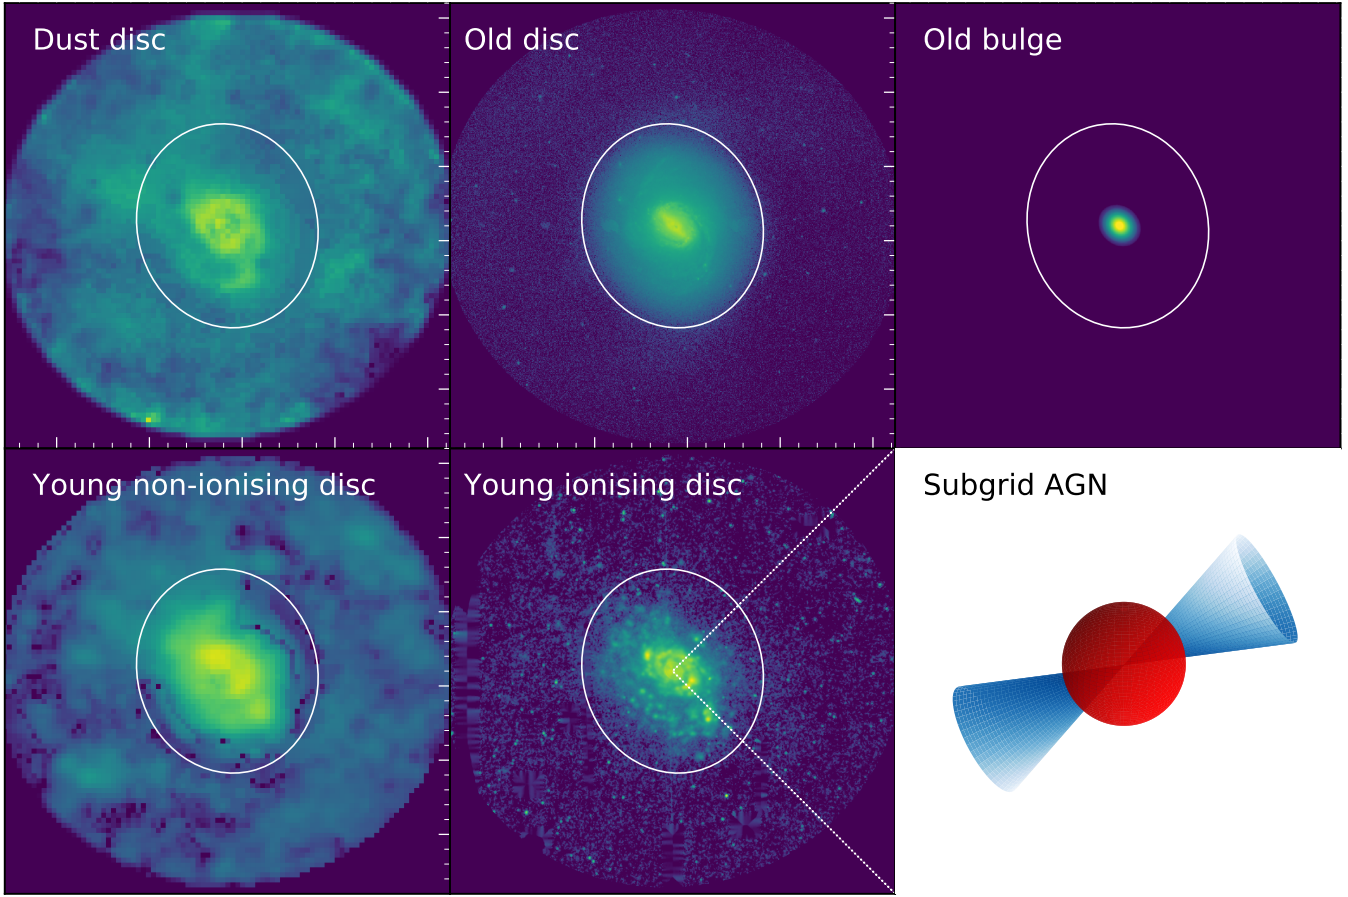 Dust disc
Old disc
Old bulge
Young non-ionising disc
Young ionising disc
Subgrid AGN